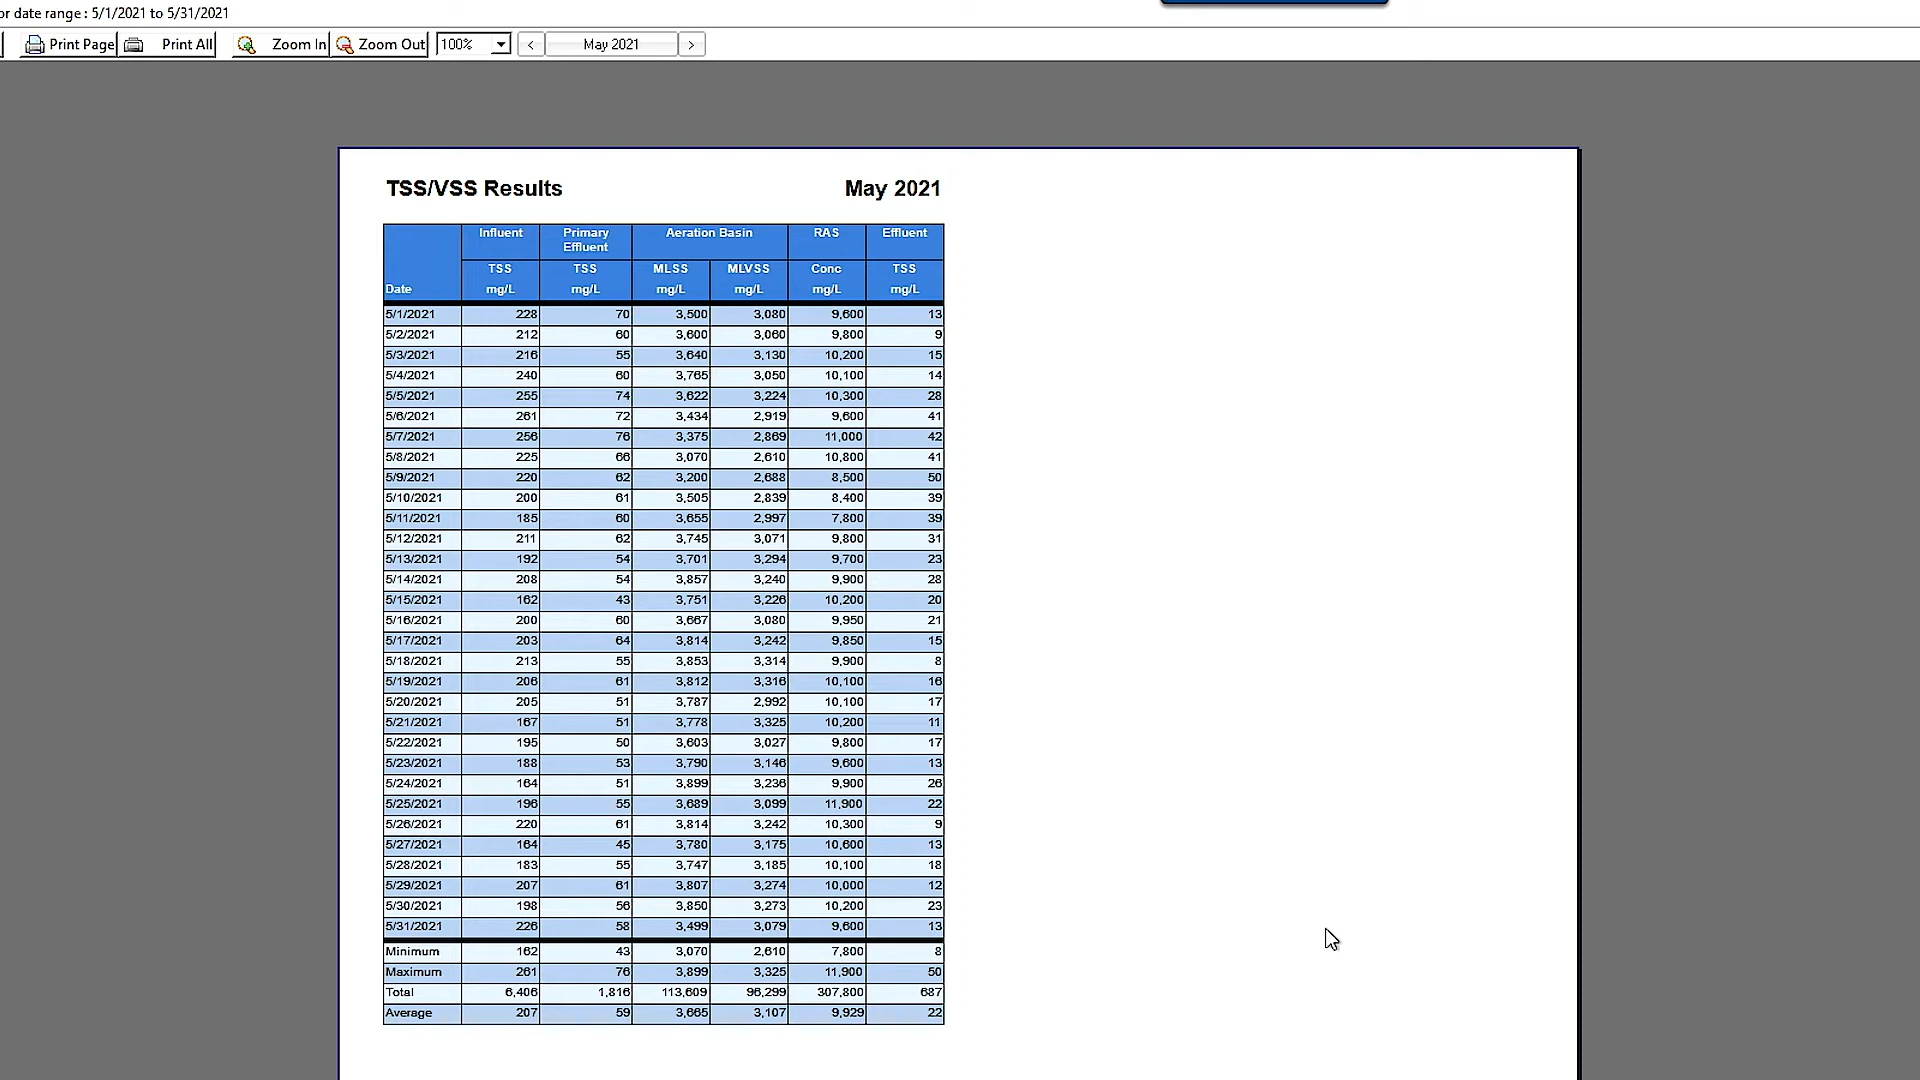 or date range : 5/1/2021 to 5/31/2021
Print Page Print All Zoom In Zoom Out 100% < May 2021 >
TSS/VSS Results May 2021
Influent Primary Effluent Aeration Basin RAS Effluent
TSS TSS MLSS MLVSS Conc TSS
Date mg/L mg/L mg/L mg/L mg/L mg/L
5/1/2021 228 70 3,500 3,080 9,600 13
5/2/2021 212 60 3,600 3,060 9,800 9
5/3/2021 216 55 3,640 3,130 10,200 15
5/4/2021 240 60 3,765 3,050 10,100 14
5/5/2021 255 74 3,622 3,224 10,300 28
5/6/2021 261 72 3,434 2,919 9,600 41
5/7/2021 256 76 3,375 2,869 11,000 42
5/8/2021 225 66 3,070 2,610 10,800 41
5/9/2021 220 62 3,200 2,688 8,500 50
5/10/2021 200 61 3,505 2,839 8,400 39
5/11/2021 185 60 3,655 2,997 7,800 39
5/12/2021 211 62 3,745 3,071 9,800 31
5/13/2021 192 54 3,701 3,294 9,700 23
5/14/2021 208 54 3,857 3,240 9,900 28
5/15/2021 162 43 3,751 3,226 10,200 20
5/16/2021 200 60 3,667 3,080 9,950 21
5/17/2021 203 64 3,814 3,242 9,850 15
5/18/2021 213 55 3,853 3,314 9,900 8
5/19/2021 206 61 3,812 3,316 10,100 16
5/20/2021 205 51 3,787 2,992 10,100 17
5/21/2021 167 51 3,778 3,325 10,200 11
5/22/2021 195 50 3,603 3,027 9,800 17
5/23/2021 188 53 3,790 3,146 9,600 13
5/24/2021 164 51 3,899 3,236 9,900 26
5/25/2021 196 55 3,689 3,099 11,900 22
5/26/2021 220 61 3,814 3,242 10,300 9
5/27/2021 164 45 3,780 3,175 10,600 13
5/28/2021 183 55 3,747 3,185 10,100 18
5/29/2021 207 61 3,807 3,274 10,000 12
5/30/2021 198 56 3,850 3,273 10,200 23
5/31/2021 226 58 3,499 3,079 9,600 13
Minimum 162 43 3,070 2,610 7,800 8
Maximum 261 76 3,899 3,325 11,900 50
Total 6,406 1,816 113,609 96,299 307,800 687
Average 207 59 3,665 3,107 9,929 22